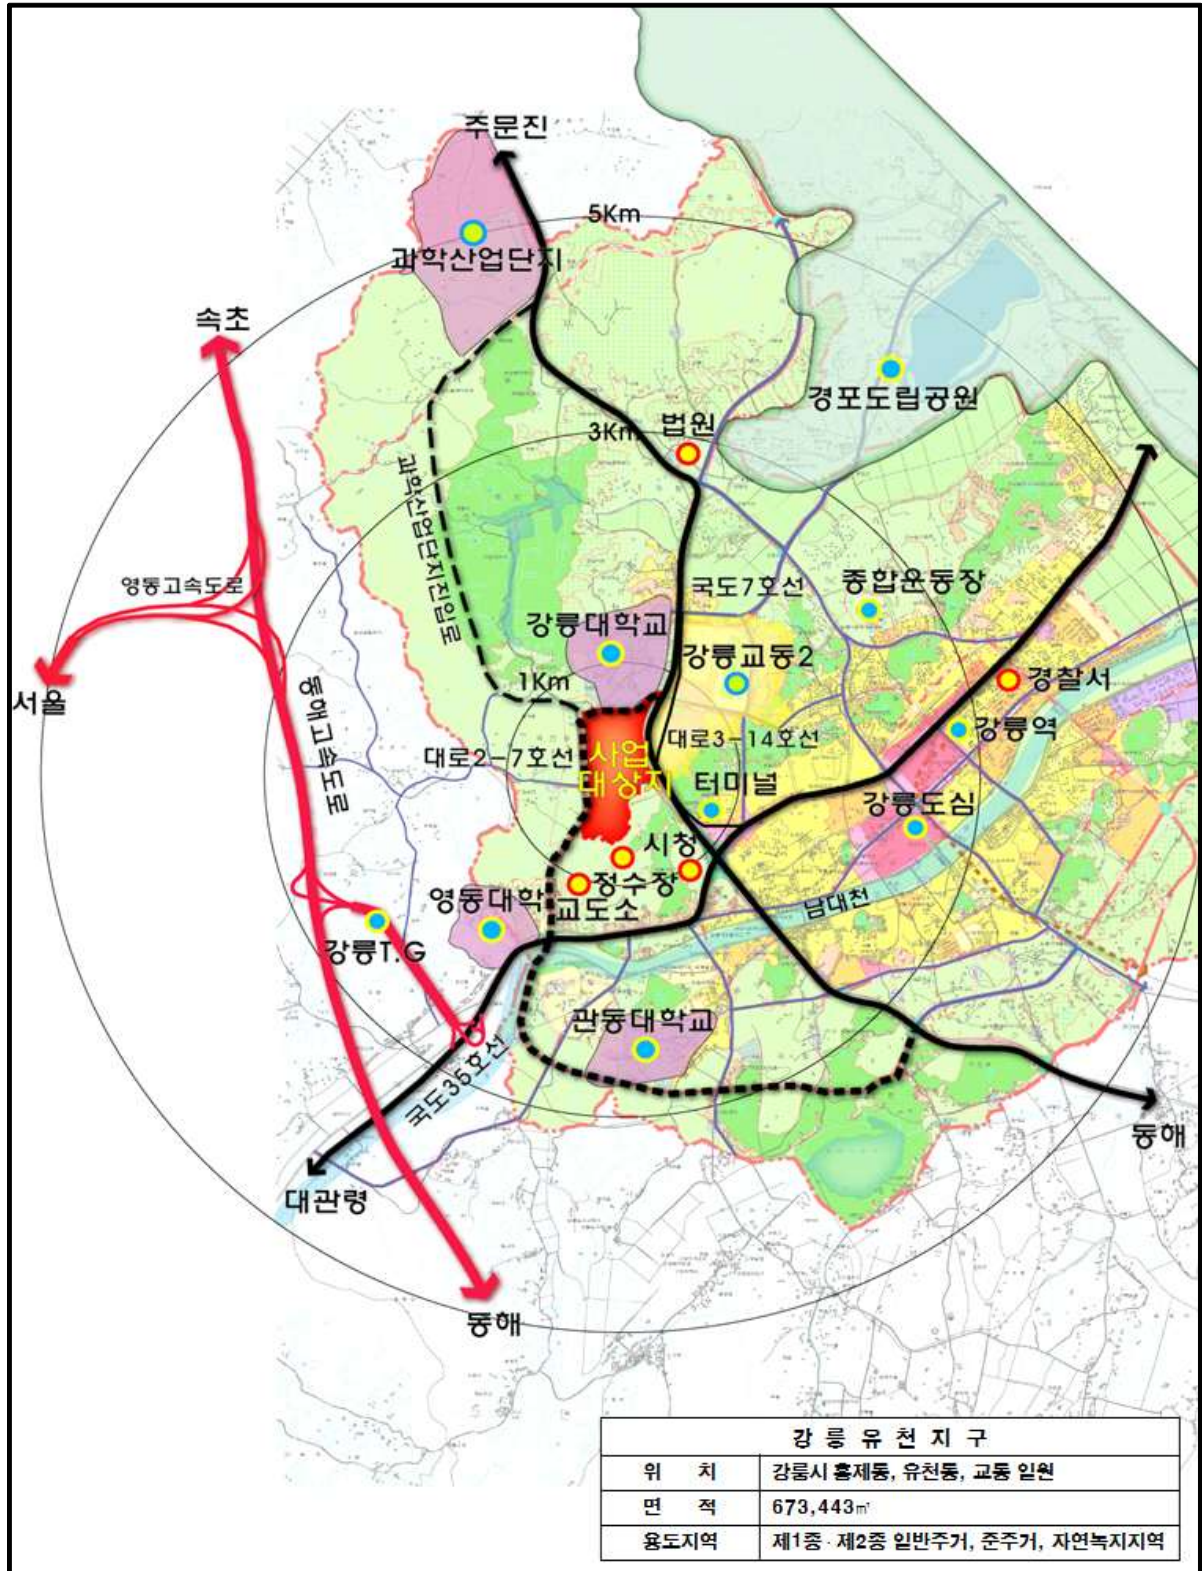 주문진
5Km
과학산업단지
속초
경포도립공원
법원
3Km
과학산업단지진입로
영동고속도로
국도7호선
종합운동장
강릉대학교
강릉교동2
경찰서
1Km
서울
동해고속도로
대로2-7호선
사업
대상지
대로3-14호선
강릉역
터미널
강릉도심
시청
정수장
영동대학
교도소
남대천
강릉T.G
관동대학교
국도35호선
동해
대관령
동해
강릉유천지구
위 치 강릉시 홍제동, 유천동, 교동 일원
면 적 673,443㎡
용도지역 제1종·제2종 일반주거, 준주거, 자연녹지지역